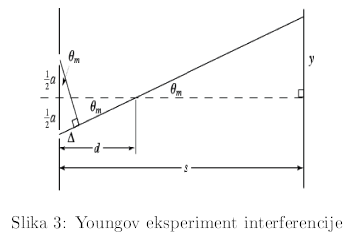 θm
y
½a
θm
θm
½a
Δ
d
s
Slika 3: Youngov eksperiment interferencije